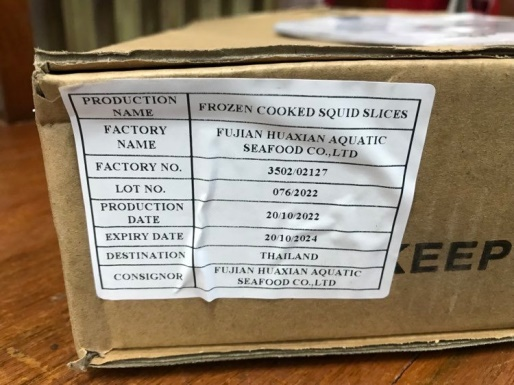 PRODUCTION NAME
FROZEN COOKED SQUID SLICES
FACTORY NAME
FUJIAN HUAXIAN AQUATIC
SEAFOOD CO.,LTD
FACTORY NO.
3502/02127
LOT NO.
076/2022
PRODUCTION DATE
20/10/2022
EXPIRY DATE
20/10/2024
DESTINATION
THAILAND
CONSIGNOR
FUJIAN HUAXIAN AQUATIC
SEAFOOD CO.,LTD
KEEP